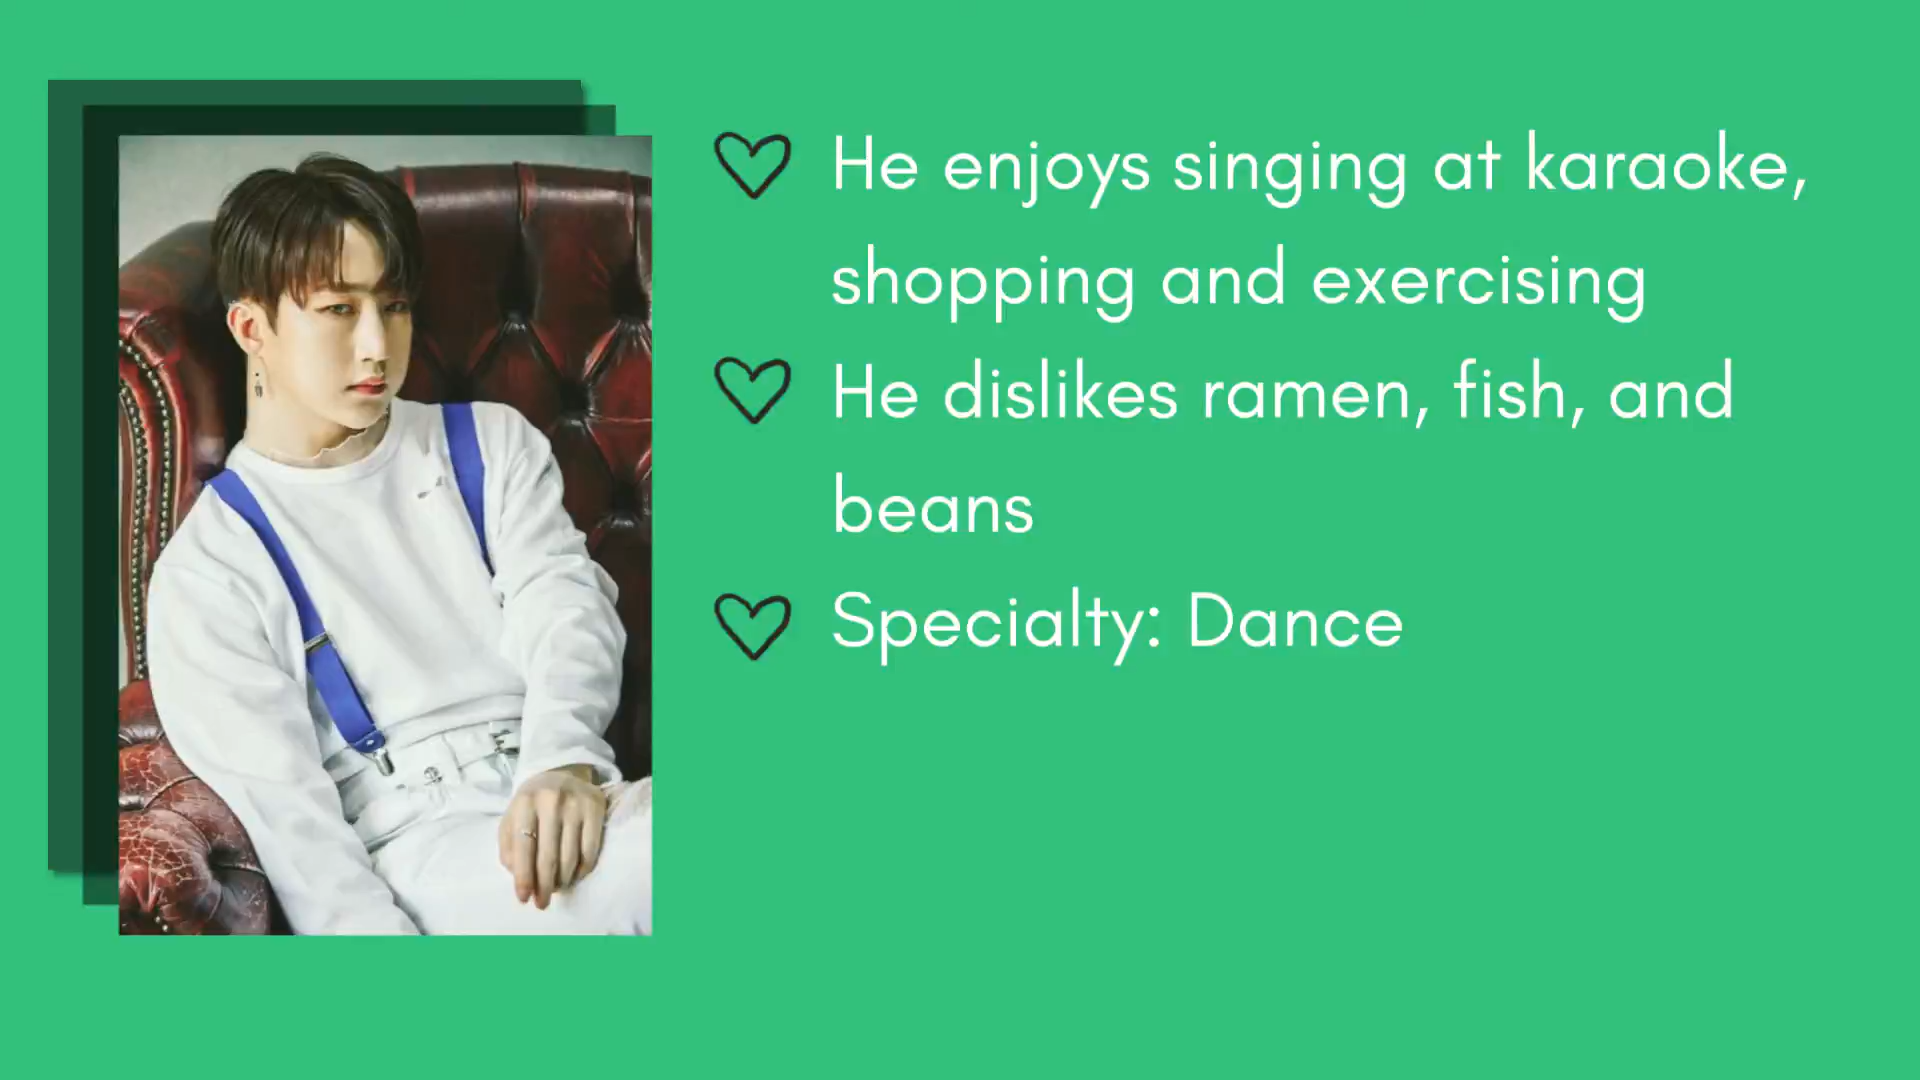 He enjoys singing at karaoke,
shopping and exercising
He dislikes ramen, fish, and
beans
Specialty: Dance